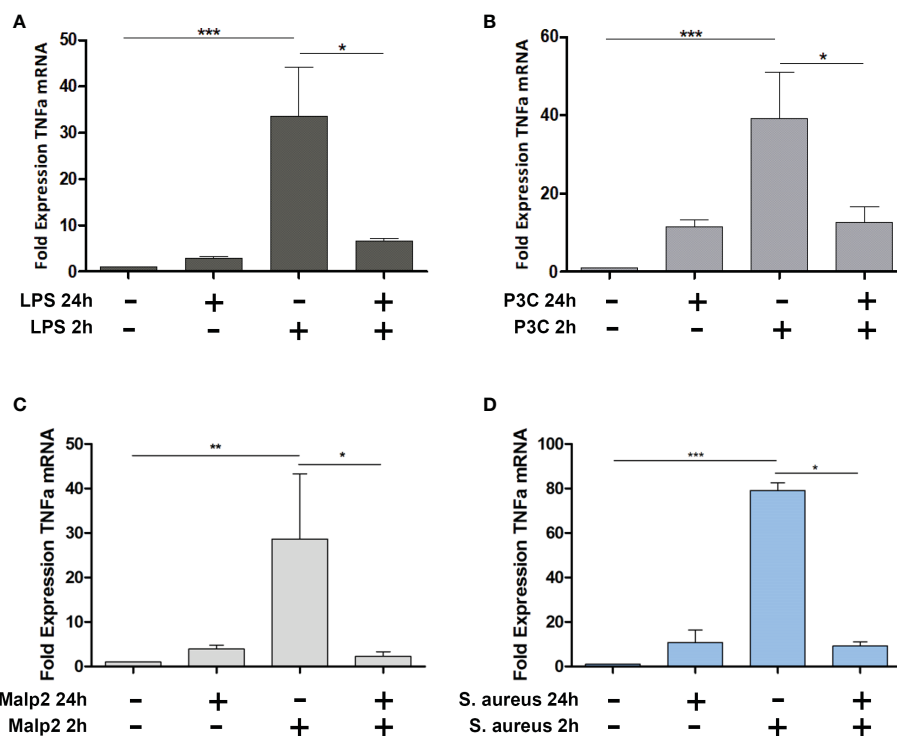 A
Fold Expression TNFa mRNA
50
40
30
20
10
0
***
*
LPS 24h - + - +
LPS 2h - - + +
B
Fold Expression TNFa mRNA
60
40
20
0
***
*
P3C 24h - + - +
P3C 2h - - + +
C
Fold Expression TNFa mRNA
50
40
30
20
10
0
**
*
Malp2 24h - + - +
Malp2 2h - - + +
D
Fold Expression TNFa mRNA
100
80
60
40
20
0
***
*
S. aureus 24h - + - +
S. aureus 2h - - + +